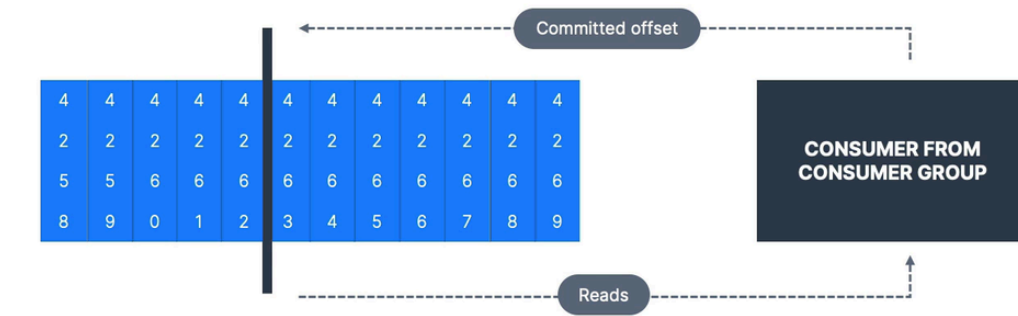 Committed offset
4 4 4 4 4 4 4 4 4 4 4 4
2 2 2 2 2 2 2 2 2 2 2 2
5 5 6 6 6 6 6 6 6 6 6 6
8 9 0 1 2 3 4 5 6 7 8 9
CONSUMER FROM
CONSUMER GROUP
Reads